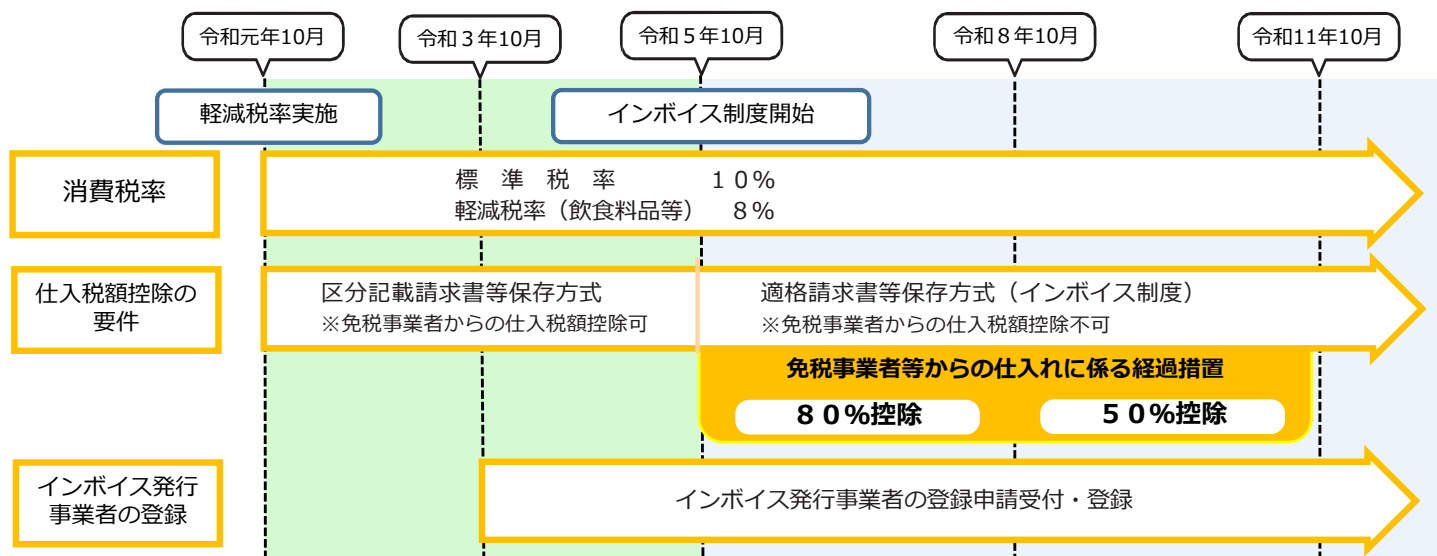 令和元年10月
令和３年10月
令和５年10月
令和８年10月
令和11年10月
軽減税率実施
インボイス制度開始
消費税率
標　準　税　率　　　１０%
軽減税率（飲食料品等）　８%
仕入税額控除の
要件
区分記載請求書等保存方式
※免税事業者からの仕入税額控除可
適格請求書等保存方式（インボイス制度）
※免税事業者からの仕入税額控除不可
免税事業者等からの仕入れに係る経過措置
８０%控除
５０%控除
インボイス発行
事業者の登録
インボイス発行事業者の登録申請受付・登録